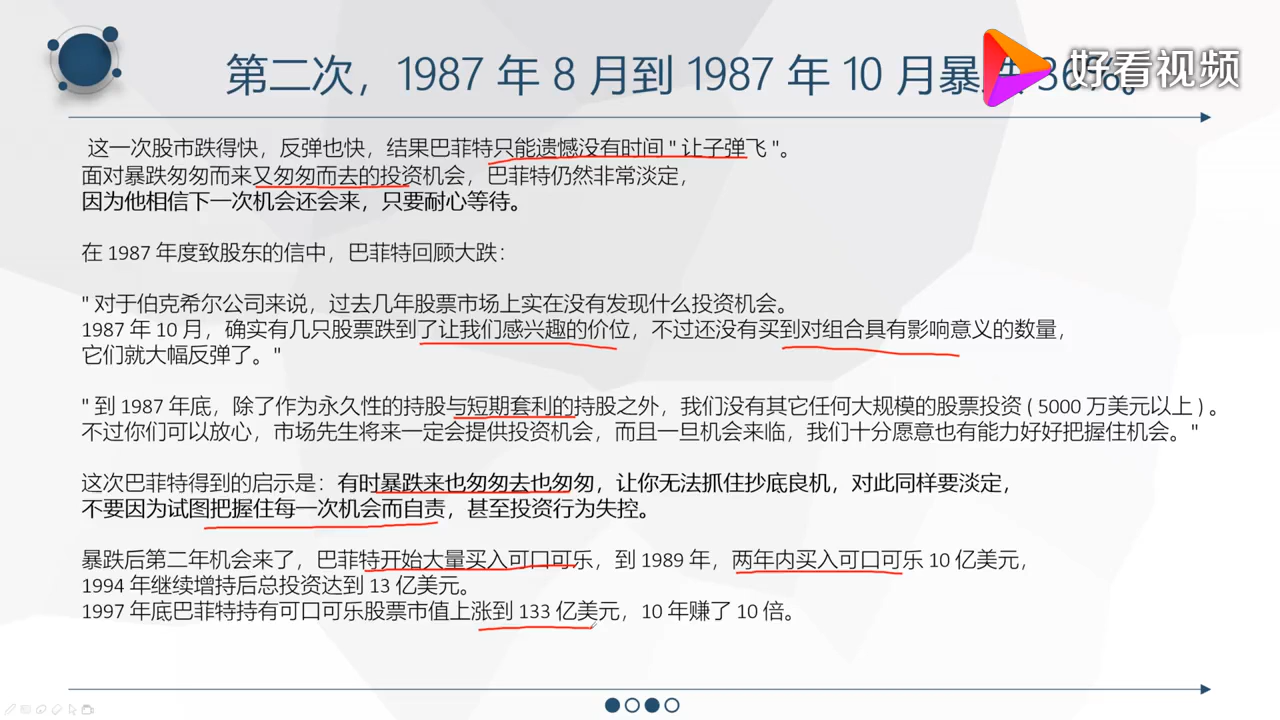 第二次，1987 年 8 月到 1987 年 10 月暴
好看视频
这一次股市跌得快，反弹也快，结果巴菲特只能遗憾没有时间 " 让子弹飞 "。
面对暴跌匆匆而来又匆匆而去的投资机会，巴菲特仍然非常淡定，
因为他相信下一次机会还会来，只要耐心等待。
在 1987 年度致股东的信中，巴菲特回顾大跌：
" 对于伯克希尔公司来说，过去几年股票市场上实在没有发现什么投资机会。
1987 年 10 月，确实有几只股票跌到了让我们感兴趣的价位，不过还没有买到对组合具有影响意义的数量，
它们就大幅反弹了。"
" 到 1987 年底，除了作为永久性的持股与短期套利的持股之外，我们没有其它任何大规模的股票投资 ( 5000 万美元以上 ) 。
不过你们可以放心，市场先生将来一定会提供投资机会，而且一旦机会来临，我们十分愿意也有能力好好把握住机会。"
这次巴菲特得到的启示是：有时暴跌来也匆匆去也匆匆，让你无法抓住抄底良机，对此同样要淡定，
不要因为试图把握住每一次机会而自责，甚至投资行为失控。
暴跌后第二年机会来了，巴菲特开始大量买入可口可乐，到 1989 年，两年内买入可口可乐 10 亿美元，
1994 年继续增持后总投资达到 13 亿美元。
1997 年底巴菲特持有可口可乐股票市值上涨到 133 亿美元，10 年赚了 10 倍。